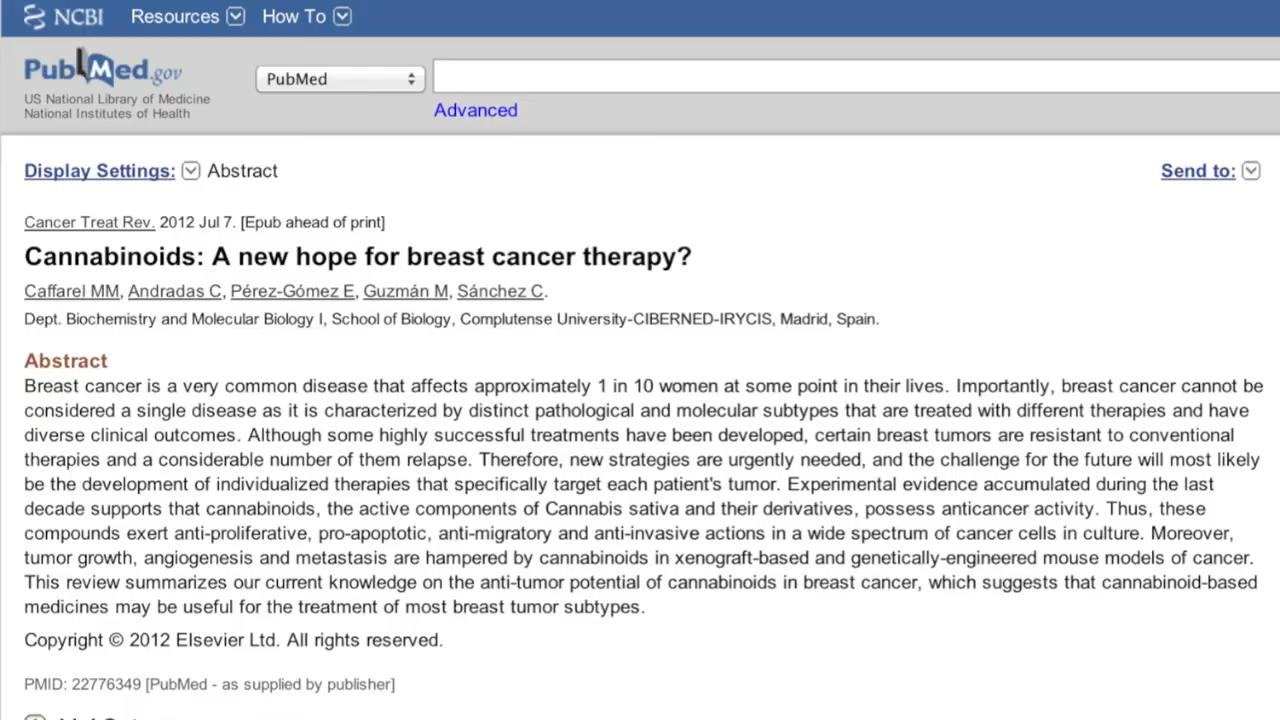 NCBI Resources How To
PubMed.gov
US National Library of Medicine
National Institutes of Health
PubMed
Advanced
Display Settings: Abstract
Send to:
Cancer Treat Rev. 2012 Jul 7. [Epub ahead of print]
Cannabinoids: A new hope for breast cancer therapy?
Caffarel MM, Andradas C, Pérez-Gómez E, Guzmán M, Sánchez C.
Dept. Biochemistry and Molecular Biology I, School of Biology, Complutense University-CIBERNED-IRYCIS, Madrid, Spain.
Abstract
Breast cancer is a very common disease that affects approximately 1 in 10 women at some point in their lives. Importantly, breast cancer cannot be
considered a single disease as it is characterized by distinct pathological and molecular subtypes that are treated with different therapies and have
diverse clinical outcomes. Although some highly successful treatments have been developed, certain breast tumors are resistant to conventional
therapies and a considerable number of them relapse. Therefore, new strategies are urgently needed, and the challenge for the future will most likely
be the development of individualized therapies that specifically target each patient's tumor. Experimental evidence accumulated during the last
decade supports that cannabinoids, the active components of Cannabis sativa and their derivatives, possess anticancer activity. Thus, these
compounds exert anti-proliferative, pro-apoptotic, anti-migratory and anti-invasive actions in a wide spectrum of cancer cells in culture. Moreover,
tumor growth, angiogenesis and metastasis are hampered by cannabinoids in xenograft-based and genetically-engineered mouse models of cancer.
This review summarizes our current knowledge on the anti-tumor potential of cannabinoids in breast cancer, which suggests that cannabinoid-based
medicines may be useful for the treatment of most breast tumor subtypes.
Copyright © 2012 Elsevier Ltd. All rights reserved.
PMID: 22776349 [PubMed - as supplied by publisher]